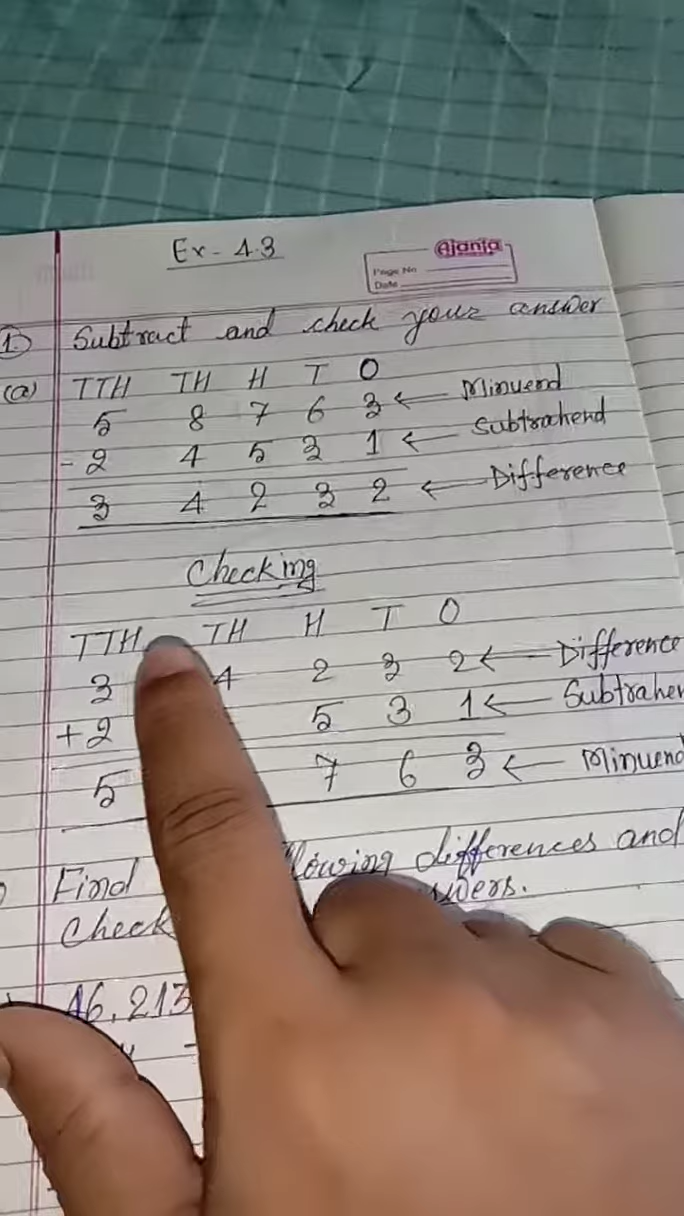 Ex - 4.3
Ajanta
Page No
Date
1. Subtract and check your answer
(a) TTH TH H T O
5 8 7 6 3 ← Minuend
- 2 4 5 3 1 ← Subtrahend
3 4 2 3 2 ← Difference
Checking
TTH TH H T O
3 4 2 3 2 ← Difference
+ 2 5 3 1 ← Subtrahen
5 7 6 3 ← Minuend
Find llowing differences and
Check swers.
46,213
-